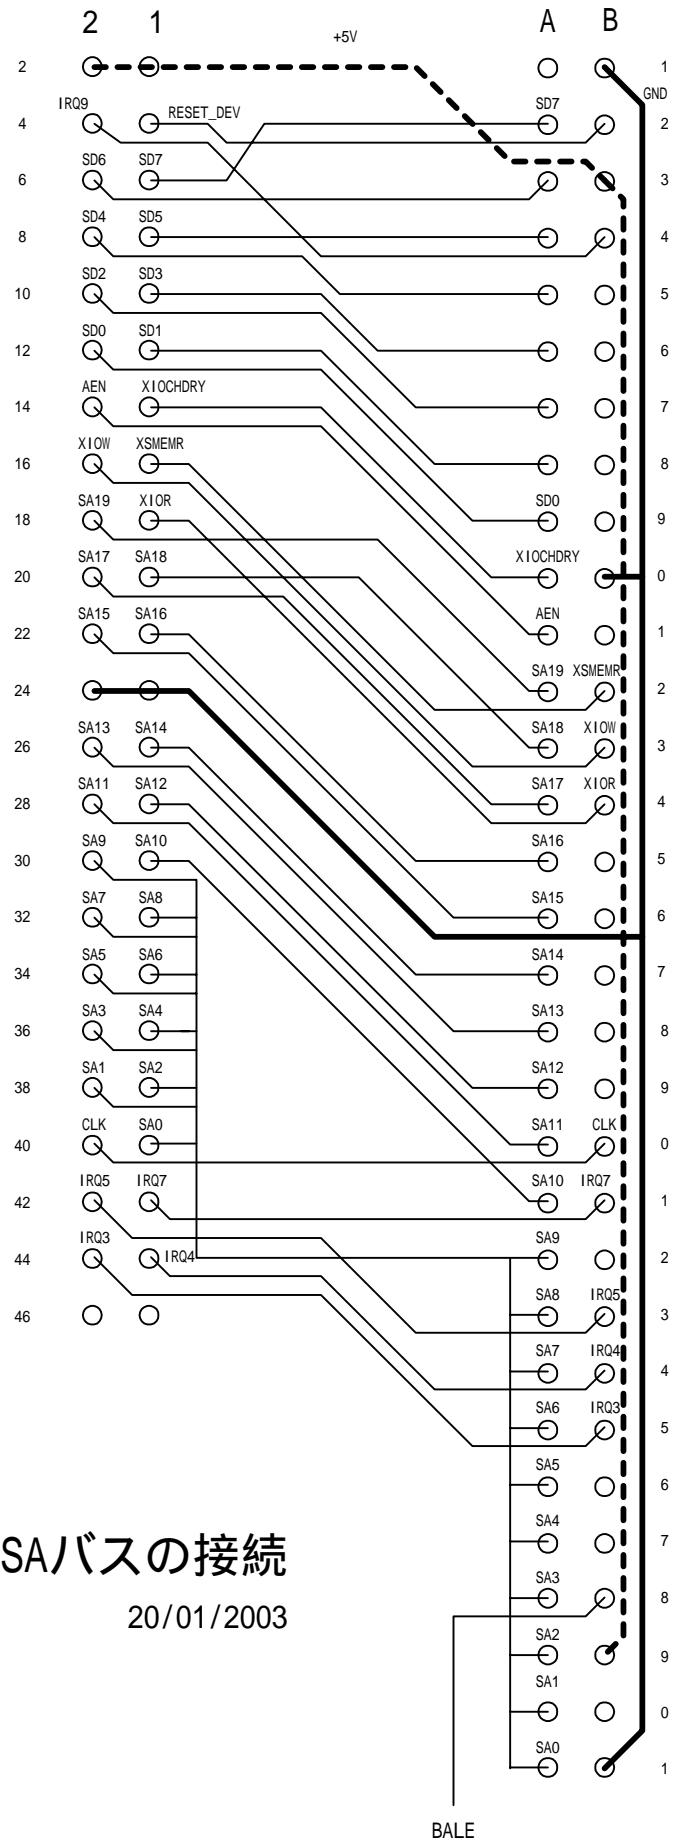 2 1 A B
+5V
2 1
GND
IRQ9 RESET_DEV SD7
4 2
SD6 SD7
6 3
SD4 SD5
8 4
SD2 SD3
10 5
SD0 SD1
12 6
AEN XIOCHDRY
14 7
XIOW XSMEMR
16 8
SA19 XIOR SD0
18 9
SA17 SA18 XIOCHDRY
20 0
SA15 SA16 AEN
22 1
SA19 XSMEMR
24 2
SA13 SA14 SA18 XIOW
26 3
SA11 SA12 SA17 XIOR
28 4
SA9 SA10 SA16
30 5
SA7 SA8 SA15
32 6
SA5 SA6 SA14
34 7
SA3 SA4 SA13
36 8
SA1 SA2 SA12
38 9
CLK SA0 SA11 CLK
40 0
IRQ5 IRQ7 SA10 IRQ7
42 1
IRQ3 IRQ4 SA9
44 2
SA8 IRQ5
46 3
SA7 IRQ4
4
SA6 IRQ3
5
SA5
6
SA4
7
SAバスの接続
SA3
8
20/01/2003
SA2
9
SA1
0
SA0
1
BALE